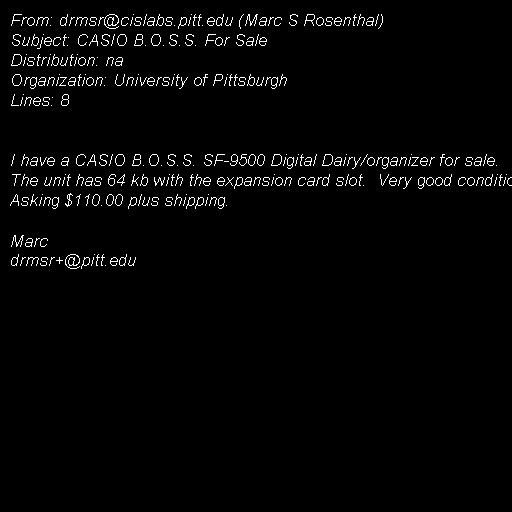 From: drmsr@cislabs.pitt.edu (Marc S Rosenthal)
Subject: CASIO B.O.S.S. For Sale
Distribution: na
Organization: University of Pittsburgh
Lines: 8
I have a CASIO B.O.S.S. SF-9500 Digital Dairy/organizer for sale.
The unit has 64 kb with the expansion card slot. Very good conditio
Asking $110.00 plus shipping.
Marc
drmsr+@pitt.edu